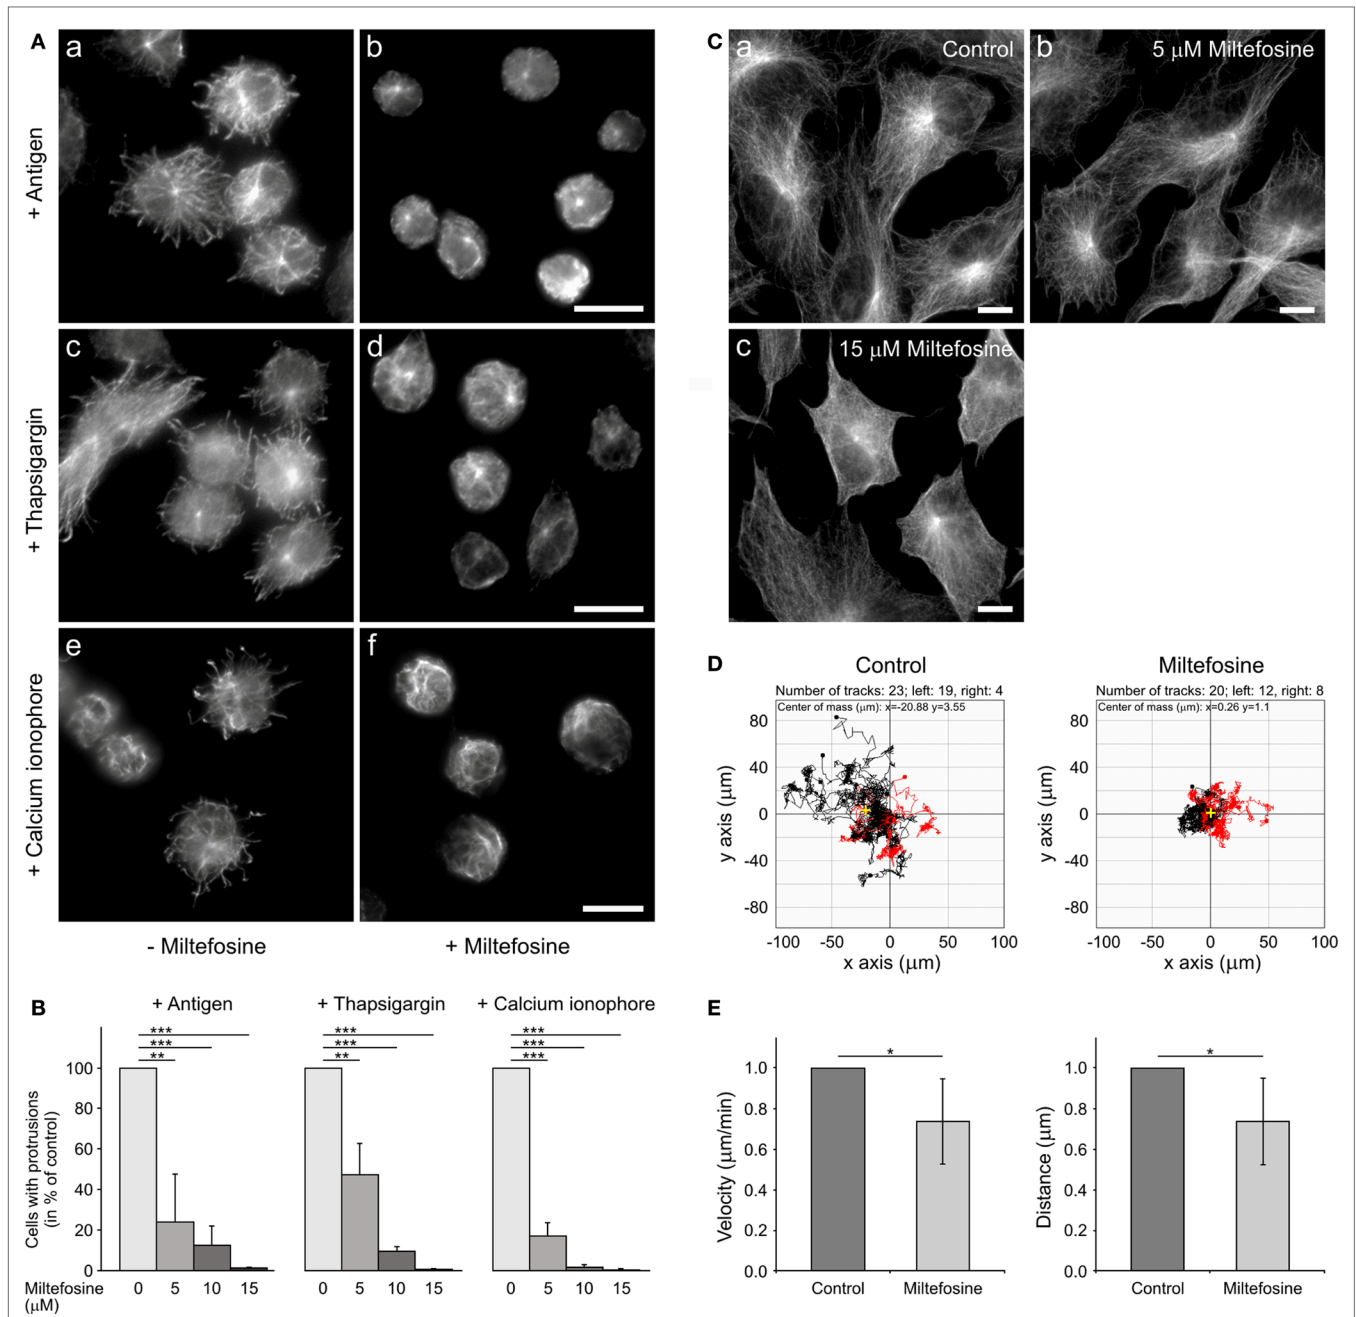 A
a
b
+ Antigen
c
d
+ Thapsigargin
e
f
+ Calcium ionophore
- Miltefosine
+ Miltefosine
B
+ Antigen
+ Thapsigargin
+ Calcium ionophore
Cells with protrusions
(in % of control)
100
80
60
40
20
0
***
***
**
***
***
**
***
***
***
Miltefosine
(μM)
0 5 10 15
0 5 10 15
0 5 10 15
C
a
Control
b
5 μM Miltefosine
c
15 μM Miltefosine
D
Control
Number of tracks: 23; left: 19, right: 4
Center of mass (μm): x=-20.88 y=3.55
y axis (μm)
80
40
0
-40
-80
-100 -50 0 50 100
x axis (μm)
Miltefosine
Number of tracks: 20; left: 12, right: 8
Center of mass (μm): x=0.26 y=1.1
y axis (μm)
80
40
0
-40
-80
-100 -50 0 50 100
x axis (μm)
E
Velocity (μm/min)
1.0
0.8
0.6
0.4
0.2
0.0
*
Control Miltefosine
Distance (μm)
1.0
0.8
0.6
0.4
0.2
0.0
*
Control Miltefosine